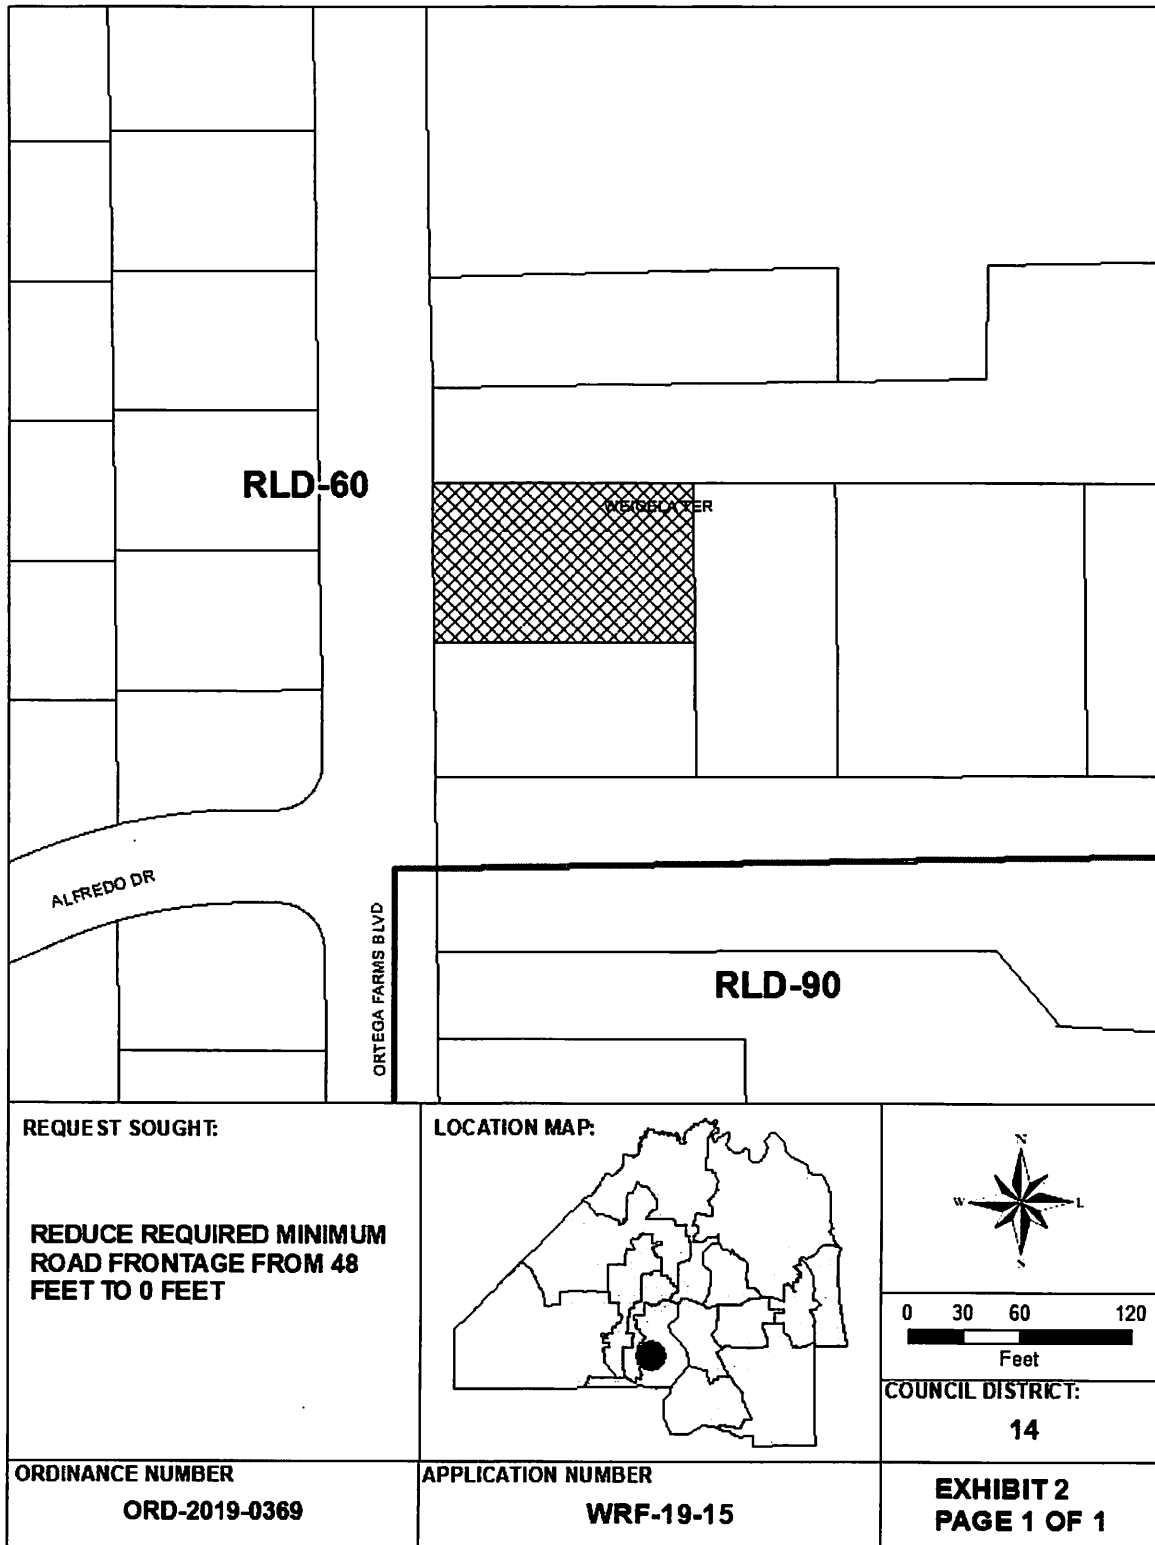 RLD-60
WEIGELA TER
ALFREDO DR
ORTEGA FARMS BLVD
RLD-90
REQUEST SOUGHT:
REDUCE REQUIRED MINIMUM
ROAD FRONTAGE FROM 48
FEET TO 0 FEET
LOCATION MAP:
N
W
L
S
0 30 60 120
Feet
COUNCIL DISTRICT:
14
ORDINANCE NUMBER
ORD-2019-0369
APPLICATION NUMBER
WRF-19-15
EXHIBIT 2
PAGE 1 OF 1